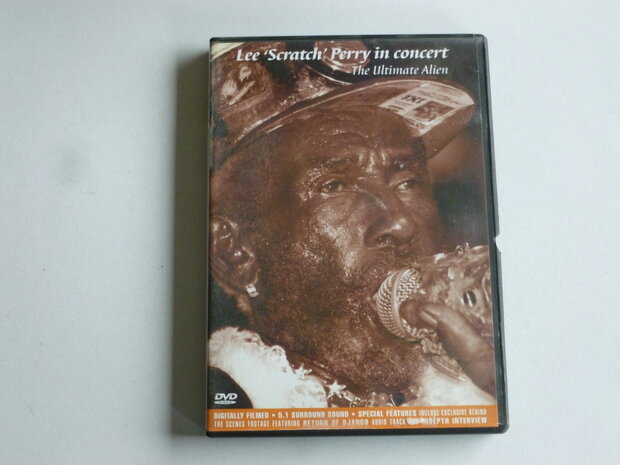 Lee ‘Scratch’ Perry in concert
The Ultimate Alien
DVD
VIDEO
DIGITALLY FILMED • 5.1 SURROUND SOUND • SPECIAL FEATURES INCLUDE-EXCLUSIVE BEHIND
THE SCENES FOOTAGE FEATURING RETURN OF DJANGO AUDIO TRACK INDEPTH INTERVIEW